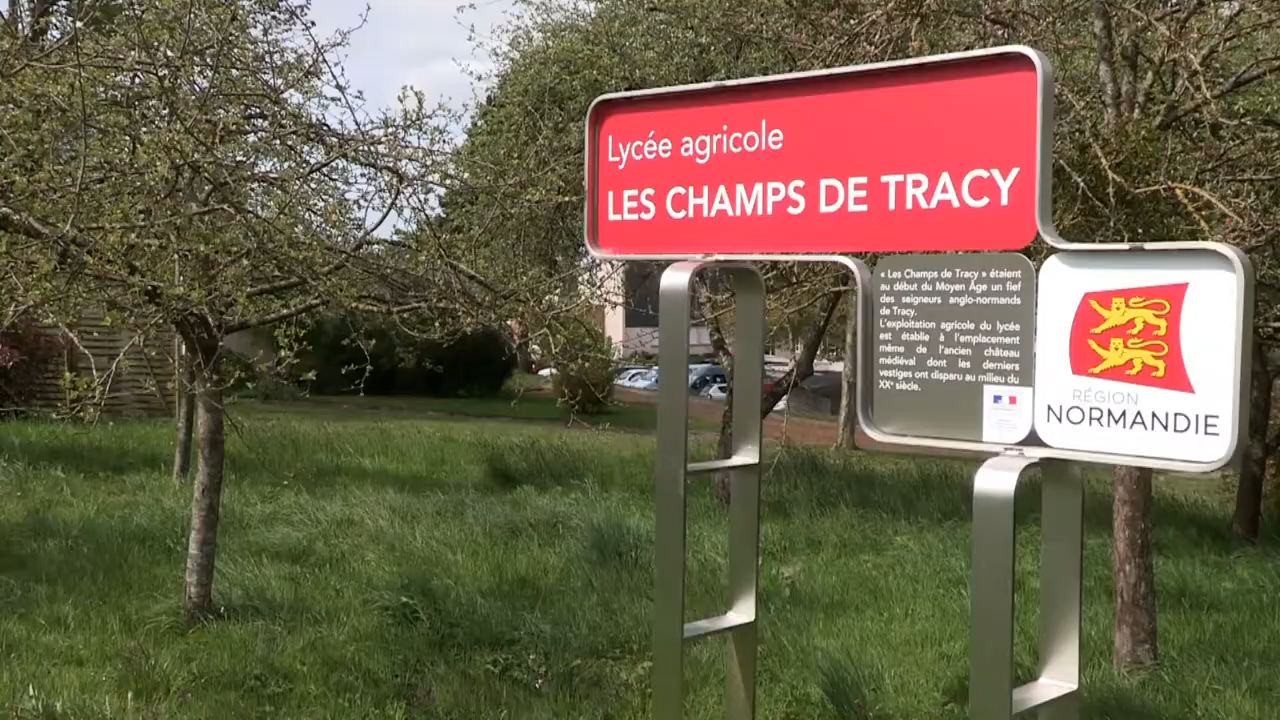 Lycée agricole
LES CHAMPS DE TRACY
« Les Champs de Tracy » étaient
au début du Moyen Âge un fief
des seigneurs anglo-normands
de Tracy.
L'exploitation agricole du lycée
est établie à l'emplacement
même de l'ancien château
médiéval dont les derniers
vestiges ont disparu au milieu du
XXe siècle.
RÉGION
NORMANDIE